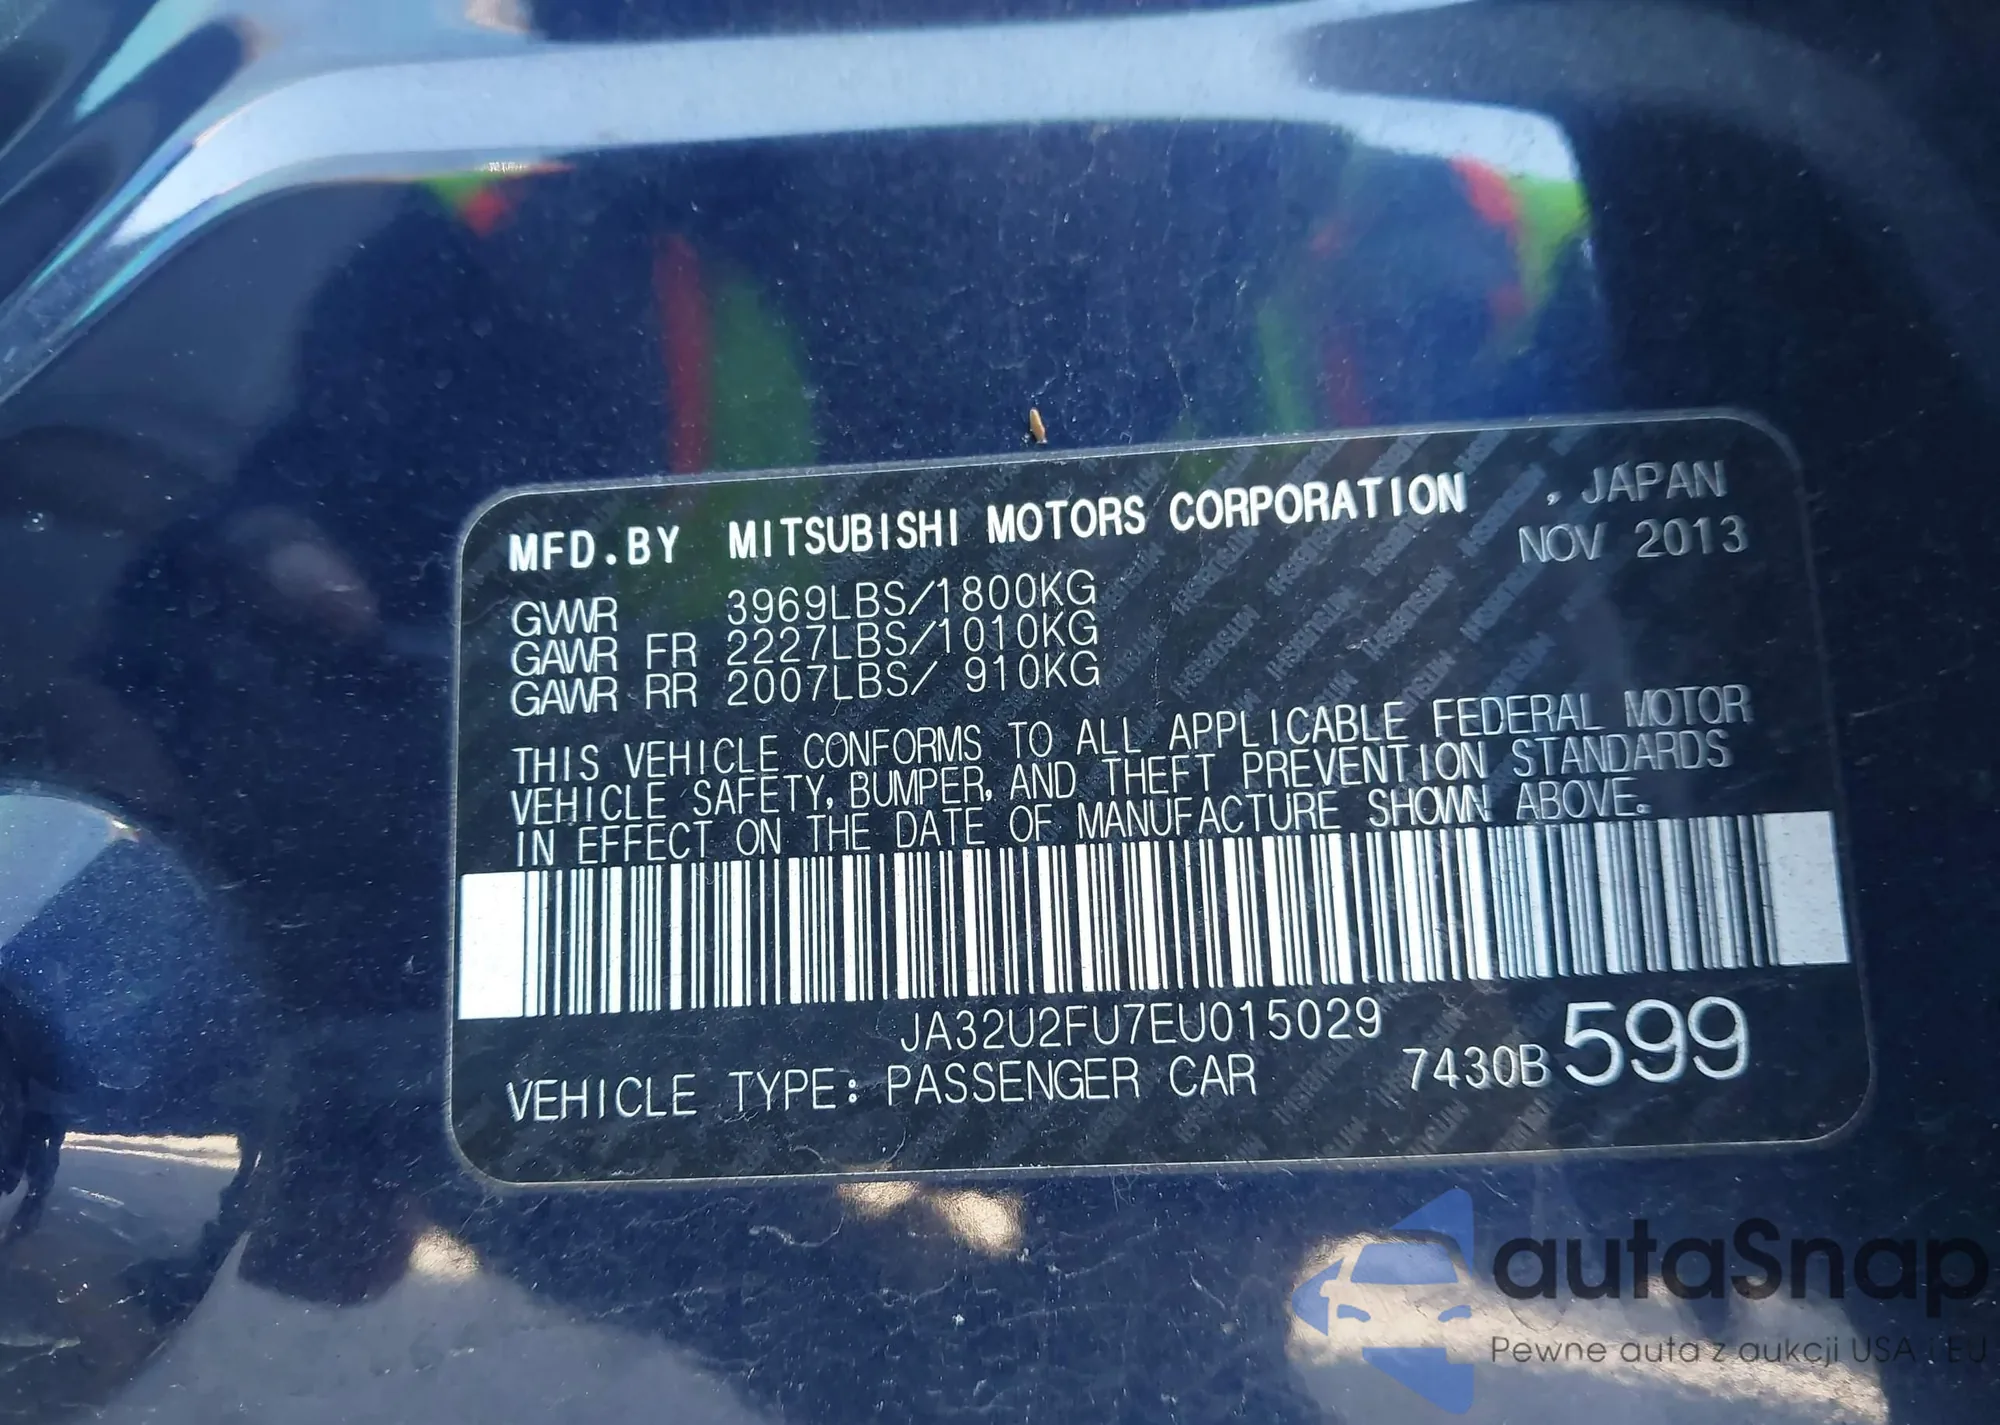 MFD.BY MITSUBISHI MOTORS CORPORATION , JAPAN
NOV 2013
GVWR 3969LBS/1800KG
GAWR FR 2227LBS/1010KG
GAWR RR 2007LBS/ 910KG
THIS VEHICLE CONFORMS TO ALL APPLICABLE FEDERAL MOTOR
VEHICLE SAFETY, BUMPER, AND THEFT PREVENTION STANDARDS
IN EFFECT ON THE DATE OF MANUFACTURE SHOWN ABOVE.
JA32U2FU7EU015029
VEHICLE TYPE: PASSENGER CAR 7430B599
autaSnap
Pewne auta z aukcji USA i EU